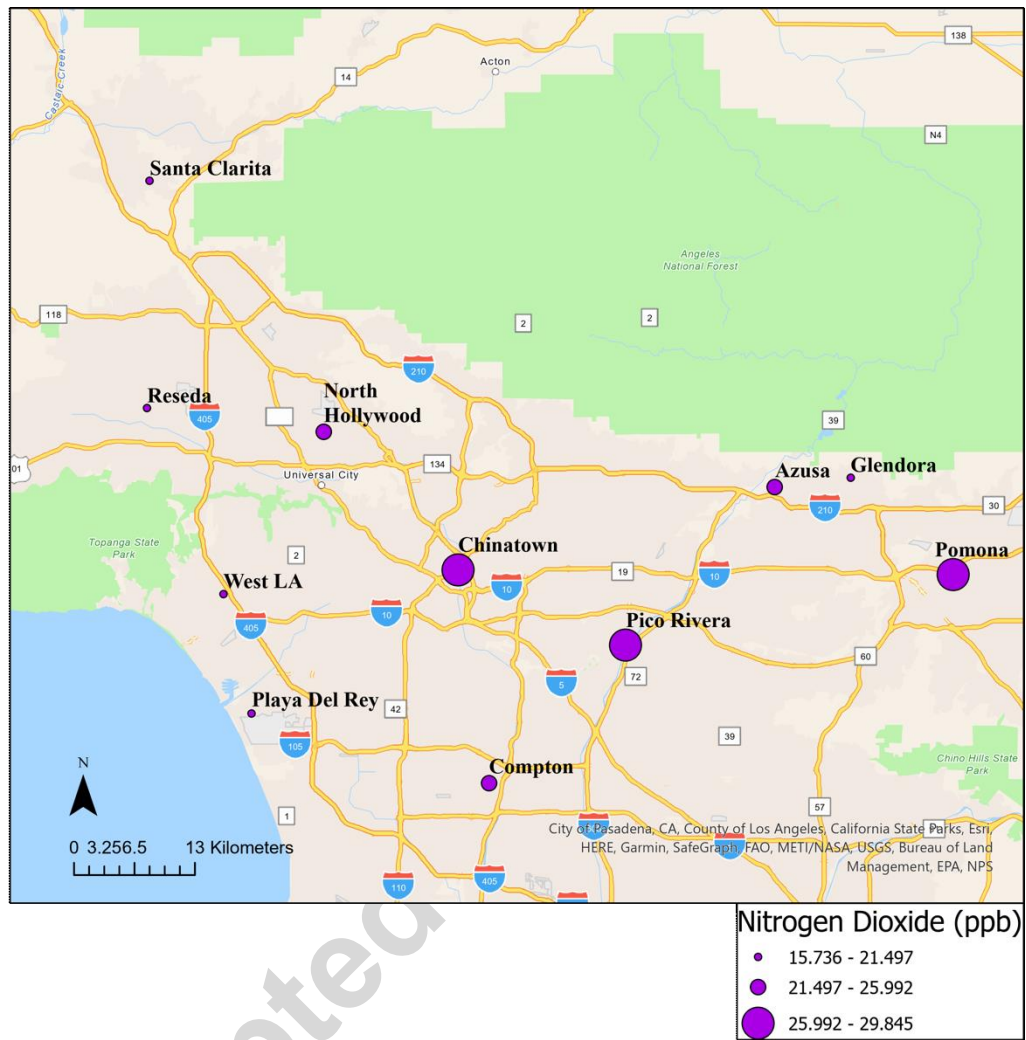 138
Acton
14
Castaic Creek
N4
Santa Clarita
Angeles
National Forest
118
2
2
210
Reseda
North
Hollywood
405
39
01
134
Universal City
Azusa
Glendora
210
30
Topanga State
Park
2
Chinatown
19
10
10
Pomona
West LA
10
405
Pico Rivera
60
72
5
Playa Del Rey
42
39
105
Chino Hills State
Park
Compton
N
1
57
City of Pasadena, CA, County of Los Angeles, California State Parks, Esri,
HERE, Garmin, SafeGraph, FAO, METI/NASA, USGS, Bureau of Land
Management, EPA, NPS
0 3.256.5 13 Kilometers
110
405
Nitrogen Dioxide (ppb)
15.736 - 21.497
21.497 - 25.992
25.992 - 29.845
oted